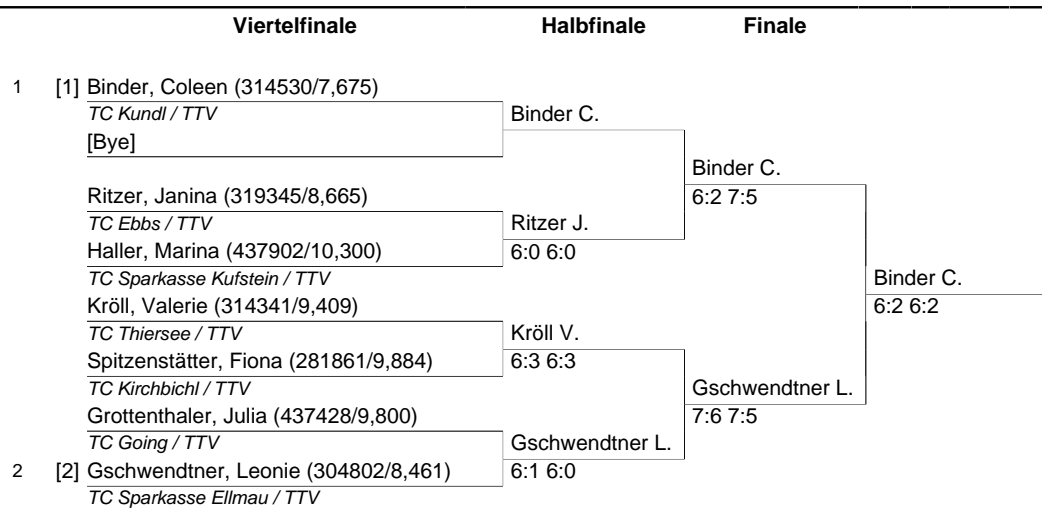 Viertelfinale Halbfinale Finale
1 [1] Binder, Coleen (314530/7,675)
TC Kundl / TTV Binder C.
[Bye]
Binder C.
Ritzer, Janina (319345/8,665) 6:2 7:5
TC Ebbs / TTV Ritzer J.
Haller, Marina (437902/10,300) 6:0 6:0
TC Sparkasse Kufstein / TTV Binder C.
Kröll, Valerie (314341/9,409) 6:2 6:2
TC Thiersee / TTV Kröll V.
Spitzenstätter, Fiona (281861/9,884) 6:3 6:3
TC Kirchbichl / TTV Gschwendtner L.
Grottenthaler, Julia (437428/9,800) 7:6 7:5
TC Going / TTV Gschwendtner L.
2 [2] Gschwendtner, Leonie (304802/8,461) 6:1 6:0
TC Sparkasse Ellmau / TTV